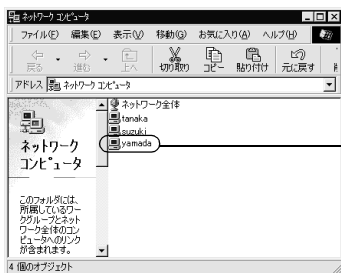 ネットワーク コンピュータ
ファイル(F) 編集(E) 表示(V) 移動(G) お気に入り(A) ヘルプ(H)
戻る 進む 上へ 切り取り コピー 貼り付け 元に戻す
アドレス ネットワーク コンピュータ
ネットワーク全体
tanaka
suzuki
yamada
ネットワーク
コンピュータ
このフォルダには、
所属しているワー
クグループとネット
ワーク全体のコン
ピュータへのリンク
が含まれます。
4 個のオブジェクト